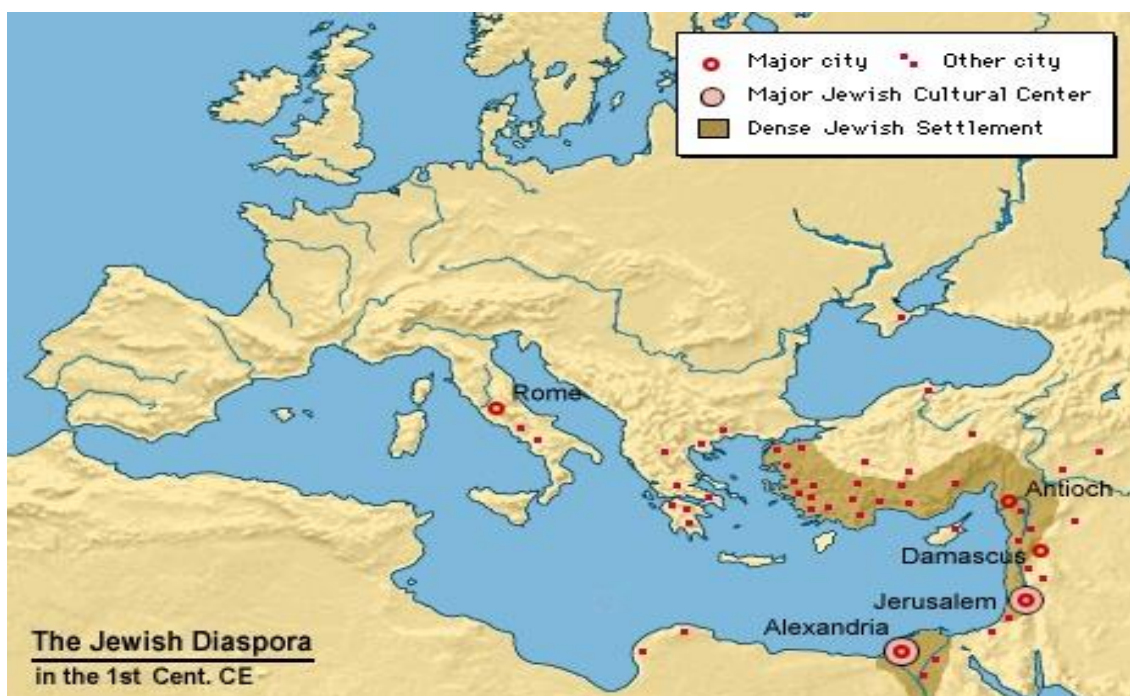 Major city Other city
Major Jewish Cultural Center
Dense Jewish Settlement
Rome
Antioch
Damascus
Jerusalem
Alexandria
The Jewish Diaspora
in the 1st Cent. CE